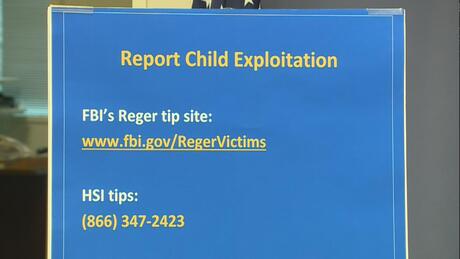 Report Child Exploitation
FBI’s Reger tip site:
www.fbi.gov/RegerVictims
HSI tips:
(866) 347-2423